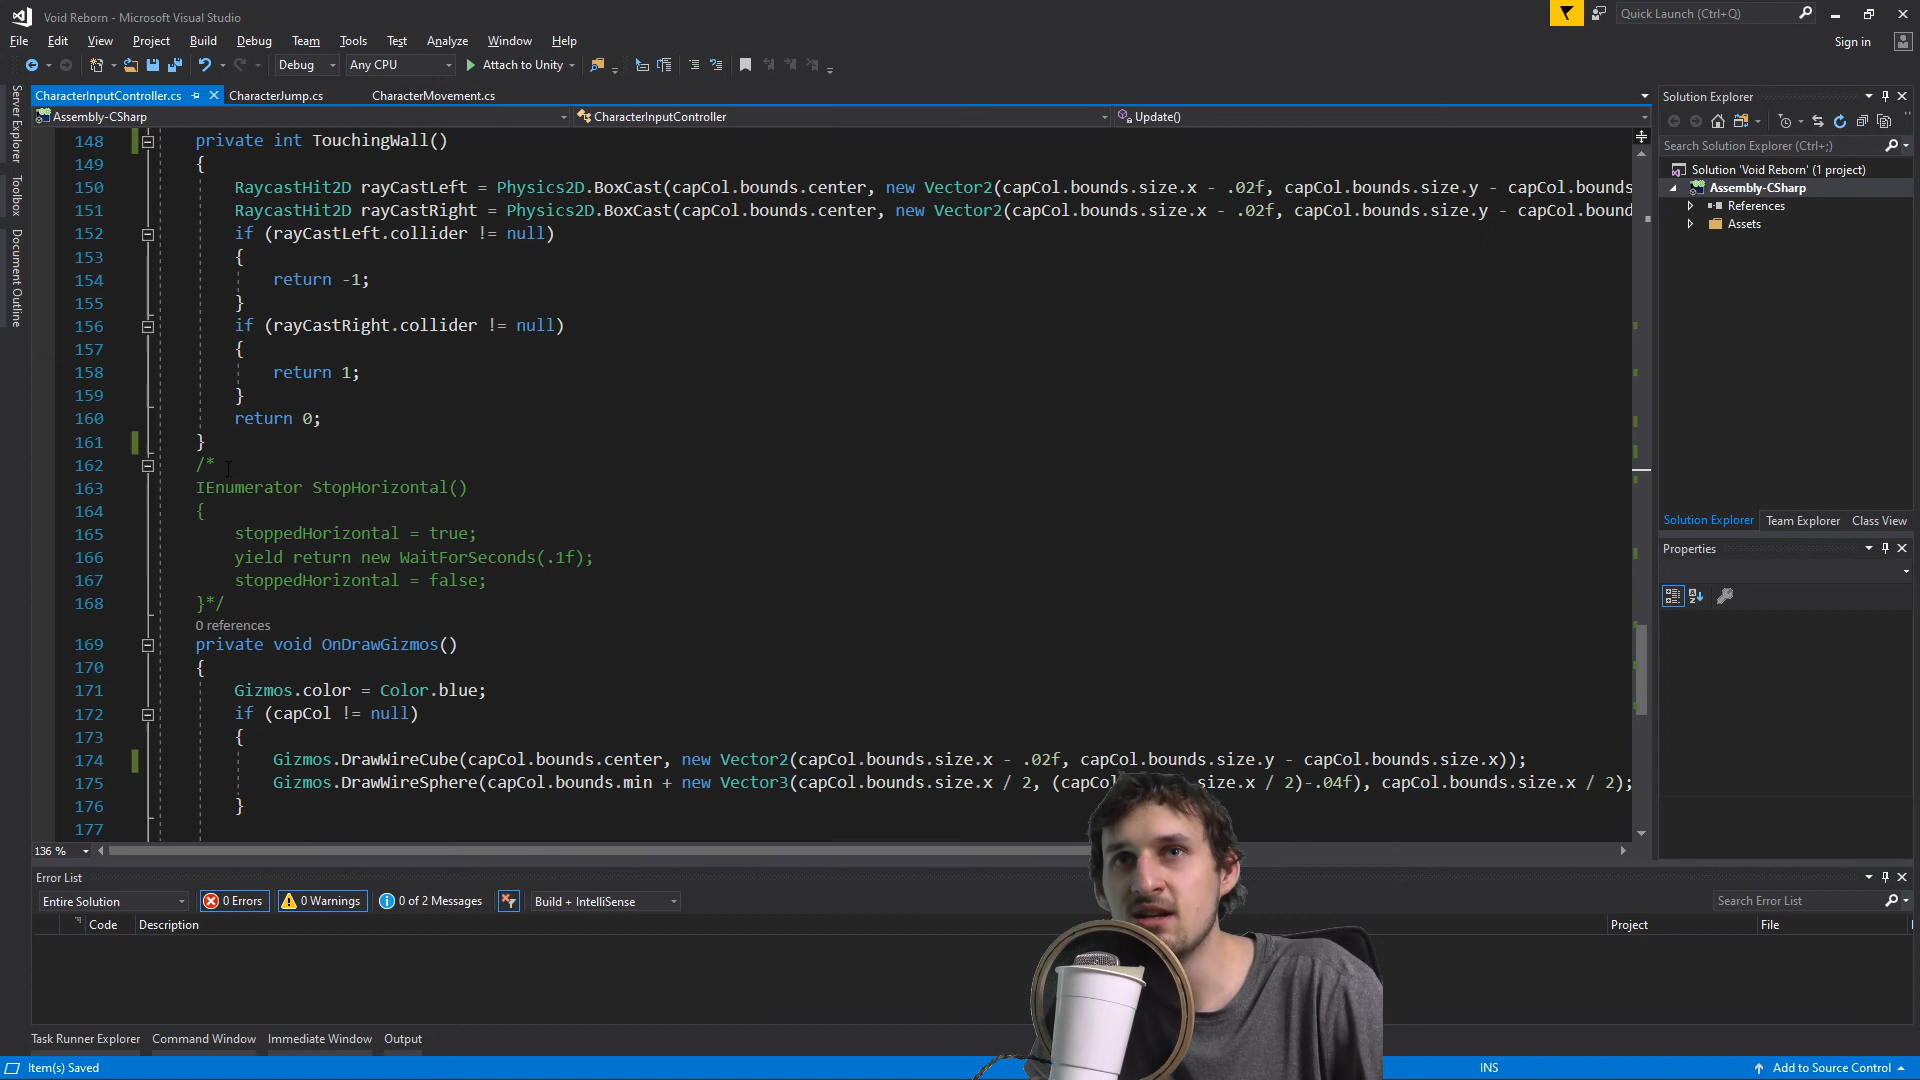 Void Reborn - Microsoft Visual Studio
Quick Launch (Ctrl+Q)
File Edit View Project Build Debug Team Tools Test Analyze Window Help
Sign in
Debug Any CPU Attach to Unity
Server Explorer
Toolbox
Document Outline
CharacterInputController.cs CharacterJump.cs CharacterMovement.cs
Assembly-CSharp CharacterInputController Update()
148 private int TouchingWall()
149 {
150 RaycastHit2D rayCastLeft = Physics2D.BoxCast(capCol.bounds.center, new Vector2(capCol.bounds.size.x - .02f, capCol.bounds.size.y - capCol.bounds
151 RaycastHit2D rayCastRight = Physics2D.BoxCast(capCol.bounds.center, new Vector2(capCol.bounds.size.x - .02f, capCol.bounds.size.y - capCol.bound
152 if (rayCastLeft.collider != null)
153 {
154 return -1;
155 }
156 if (rayCastRight.collider != null)
157 {
158 return 1;
159 }
160 return 0;
161 }
162 /*
163 IEnumerator StopHorizontal()
164 {
165 stoppedHorizontal = true;
166 yield return new WaitForSeconds(.1f);
167 stoppedHorizontal = false;
168 }*/
0 references
169 private void OnDrawGizmos()
170 {
171 Gizmos.color = Color.blue;
172 if (capCol != null)
173 {
174 Gizmos.DrawWireCube(capCol.bounds.center, new Vector2(capCol.bounds.size.x - .02f, capCol.bounds.size.y - capCol.bounds.size.x));
175 Gizmos.DrawWireSphere(capCol.bounds.min + new Vector3(capCol.bounds.size.x / 2, (capCol size.x / 2)-.04f), capCol.bounds.size.x / 2);
176 }
177
136 %
Solution Explorer
Search Solution Explorer (Ctrl+;)
Solution 'Void Reborn' (1 project)
Assembly-CSharp
References
Assets
Solution Explorer Team Explorer Class View
Properties
Error List
Entire Solution 0 Errors 0 Warnings 0 of 2 Messages Build + IntelliSense Search Error List
Code Description Project File
Task Runner Explorer Command Window Immediate Window Output
Item(s) Saved INS Add to Source Control